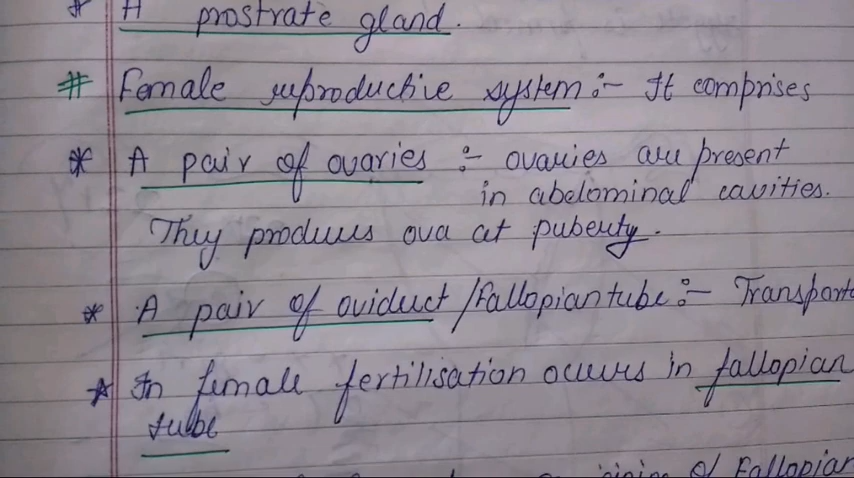 * A prostrate gland.
# Female reproductive system :- It comprises
* A pair of ovaries :- ovaries are present
in abdominal cavities.
They produces ova at puberty.
* A pair of oviduct/Fallopian tube :- Transport
* In female fertilisation occurs in fallopian
tube
of Fallopian